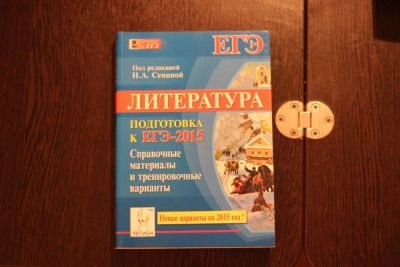 ЕГЭ
ЕГЭ
Под редакцией
Н.А. Сениной
ЛИТЕРАТУРА
ПОДГОТОВКА
К ЕГЭ-2015
Справочные
материалы
и тренировочные
варианты
Новые варианты на 2015 год!
ЛЕГИОН